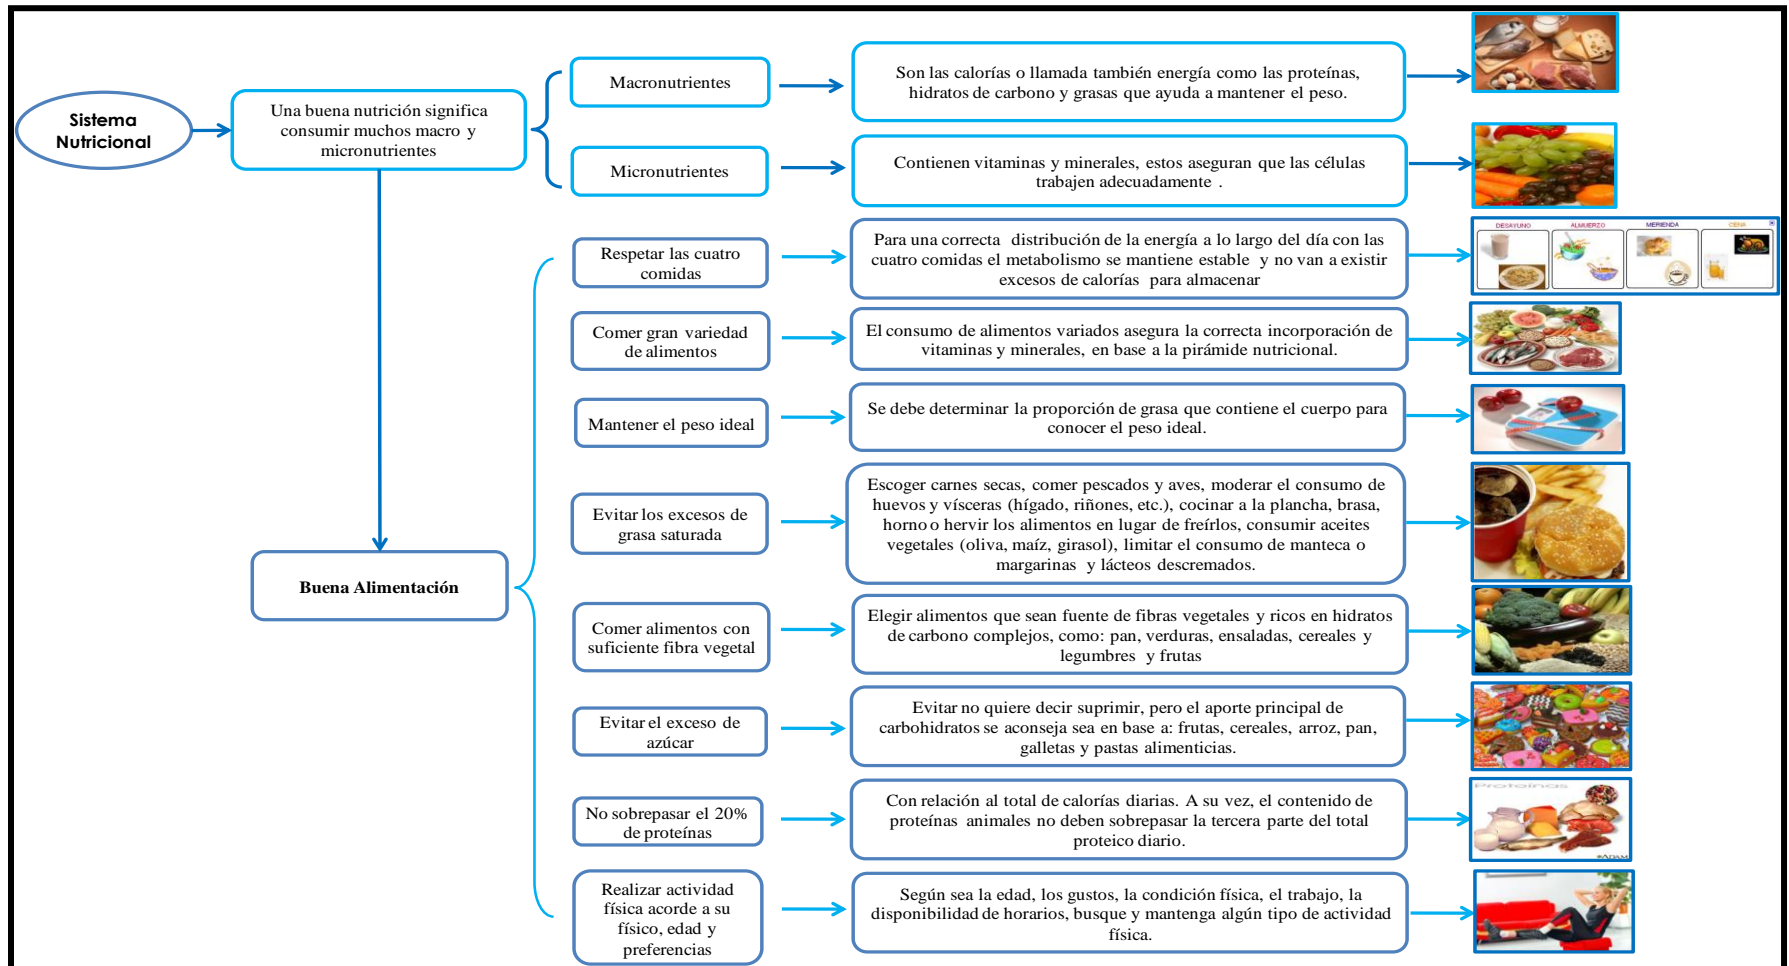 Sistema
Nutricional
Una buena nutrición significa
consumir muchos macro y
micronutrientes
Macronutrientes
Son las calorías o llamada también energía como las proteínas,
hidratos de carbono y grasas que ayuda a mantener el peso.
Micronutrientes
Contienen vitaminas y minerales, estos aseguran que las células
trabajen adecuadamente .
Buena Alimentación
Respetar las cuatro
comidas
Para una correcta distribución de la energía a lo largo del día con las
cuatro comidas el metabolismo se mantiene estable y no van a existir
excesos de calorías para almacenar
DESAYUNO
ALMUERZO
MERIENDA
CENA
Comer gran variedad
de alimentos
El consumo de alimentos variados asegura la correcta incorporación de
vitaminas y minerales, en base a la pirámide nutricional.
Mantener el peso ideal
Se debe determinar la proporción de grasa que contiene el cuerpo para
conocer el peso ideal.
Evitar los excesos de
grasa saturada
Escoger carnes secas, comer pescados y aves, moderar el consumo de
huevos y vísceras (hígado, riñones, etc.), cocinar a la plancha, brasa,
horno o hervir los alimentos en lugar de freírlos, consumir aceites
vegetales (oliva, maíz, girasol), limitar el consumo de manteca o
margarinas y lácteos descremados.
Comer alimentos con
suficiente fibra vegetal
Elegir alimentos que sean fuente de fibras vegetales y ricos en hidratos
de carbono complejos, como: pan, verduras, ensaladas, cereales y
legumbres y frutas
Evitar el exceso de
azúcar
Evitar no quiere decir suprimir, pero el aporte principal de
carbohidratos se aconseja sea en base a: frutas, cereales, arroz, pan,
galletas y pastas alimenticias.
No sobrepasar el 20%
de proteínas
Con relación al total de calorías diarias. A su vez, el contenido de
proteínas animales no deben sobrepasar la tercera parte del total
proteico diario.
Proteínas
ADAM
Realizar actividad
física acorde a su
físico, edad y
preferencias
Según sea la edad, los gustos, la condición física, el trabajo, la
disponibilidad de horarios, busque y mantenga algún tipo de actividad
física.